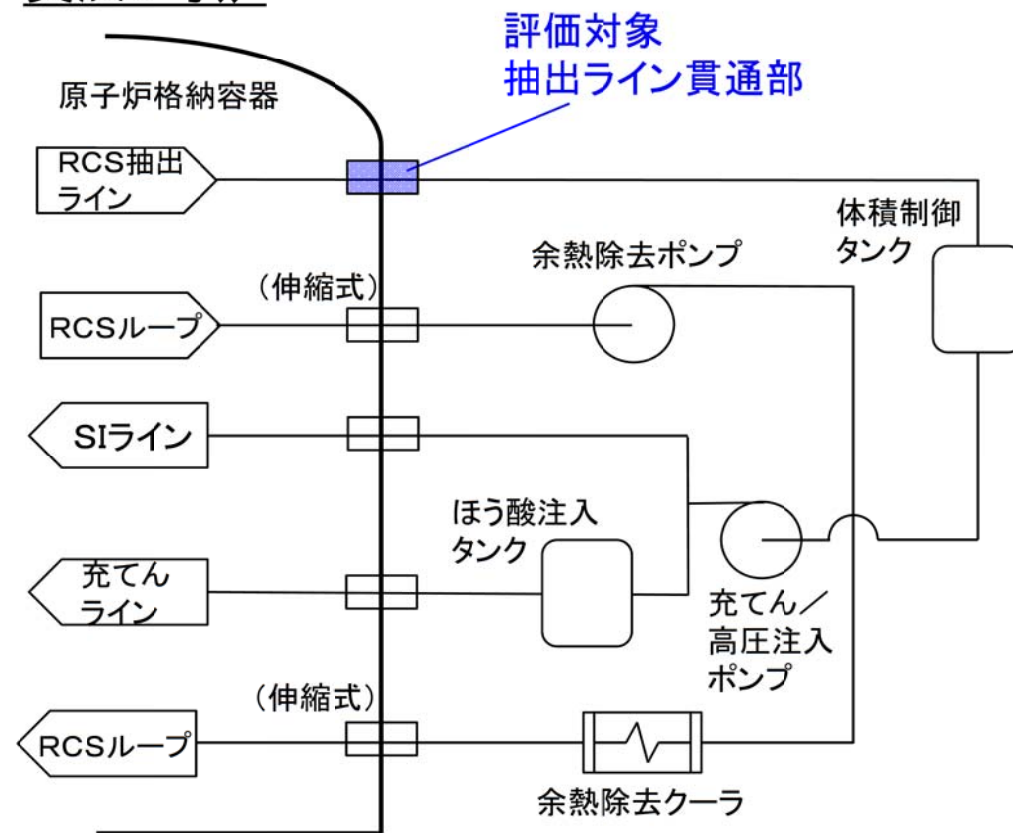 評価対象
抽出ライン貫通部
原子炉格納容器
RCS抽出
ライン
体積制御
タンク
余熱除去ポンプ
(伸縮式)
RCSループ
SIライン
ほう酸注入
タンク
充てん
ライン
充てん/
高圧注入
ポンプ
(伸縮式)
RCSループ
余熱除去クーラ